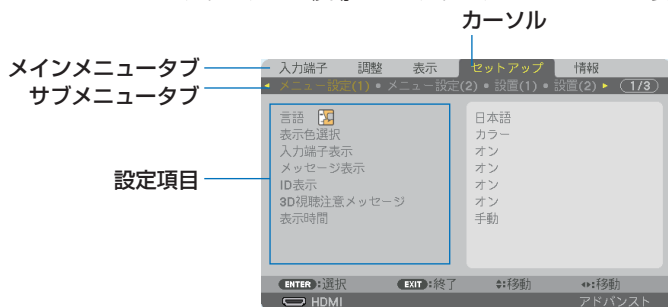 カーソル
メインメニュータブ
サブメニュータブ
設定項目
入力端子 調整 表示 セットアップ 情報
メニュー設定(1) ● メニュー設定(2) ● 設置(1) ● 設置(2) 1/3
言語 日本語
表示色選択 カラー
入力端子表示 オン
メッセージ表示 オン
ID表示 オン
3D視聴注意メッセージ オン
表示時間 手動
ENTER:選択 EXIT:終了 :移動 :移動
HDMI アドバンスト